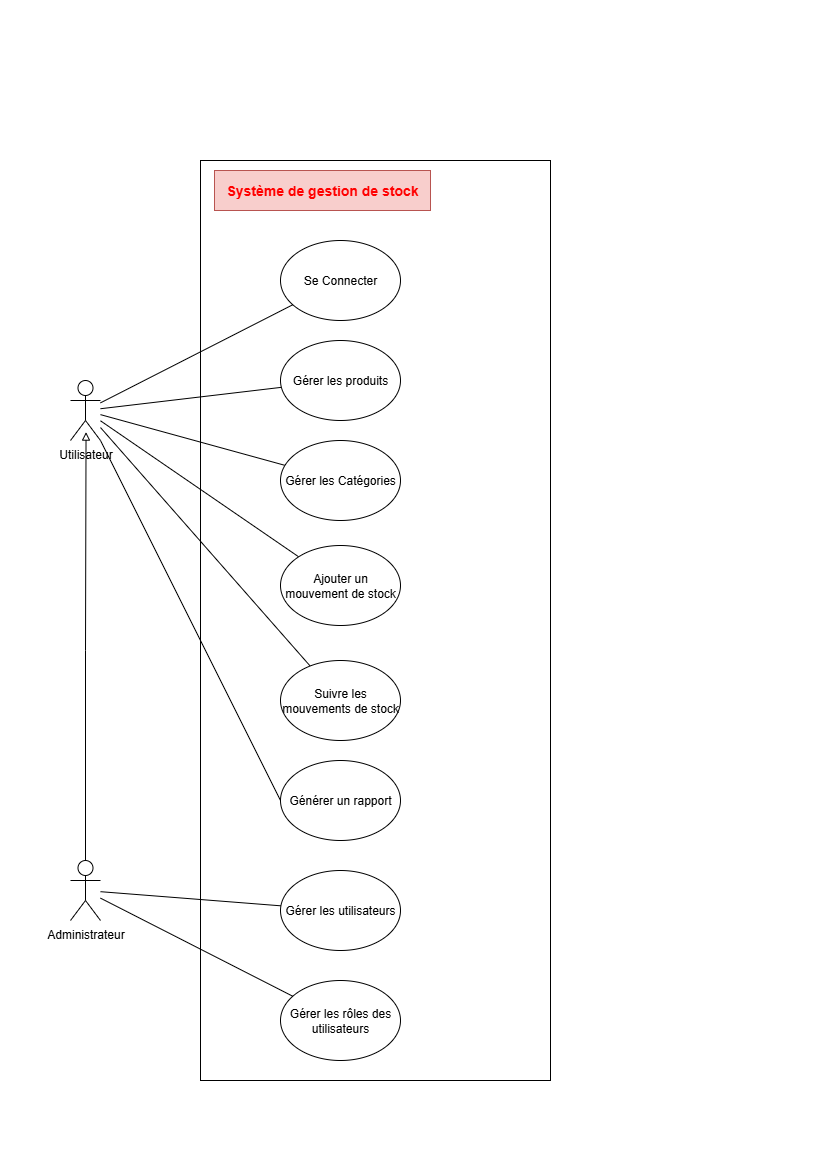 Système de gestion de stock
Se Connecter
Gérer les produits
Utilisateur
Gérer les Catégories
Ajouter un
mouvement de stock
Suivre les
mouvements de stock
Générer un rapport
Gérer les utilisateurs
Administrateur
Gérer les rôles des
utilisateurs